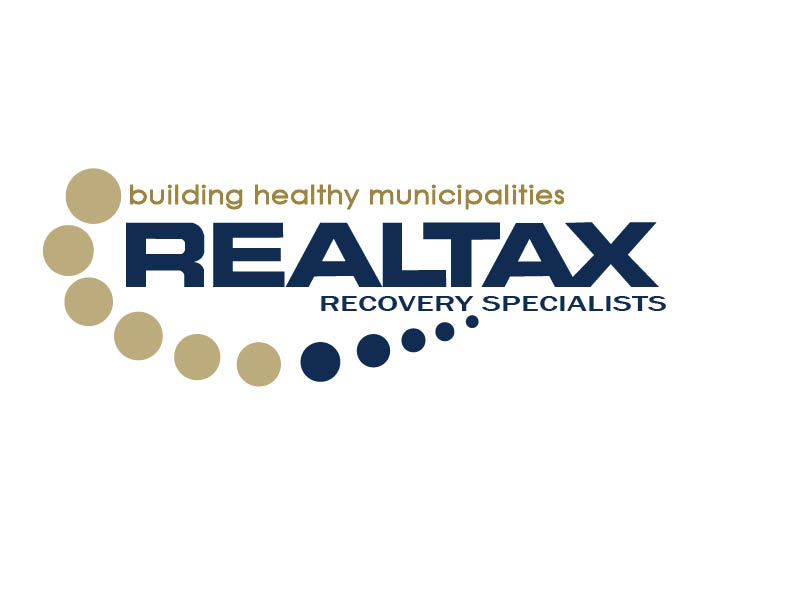 building healthy municipalities
REALTAX
RECOVERY SPECIALISTS